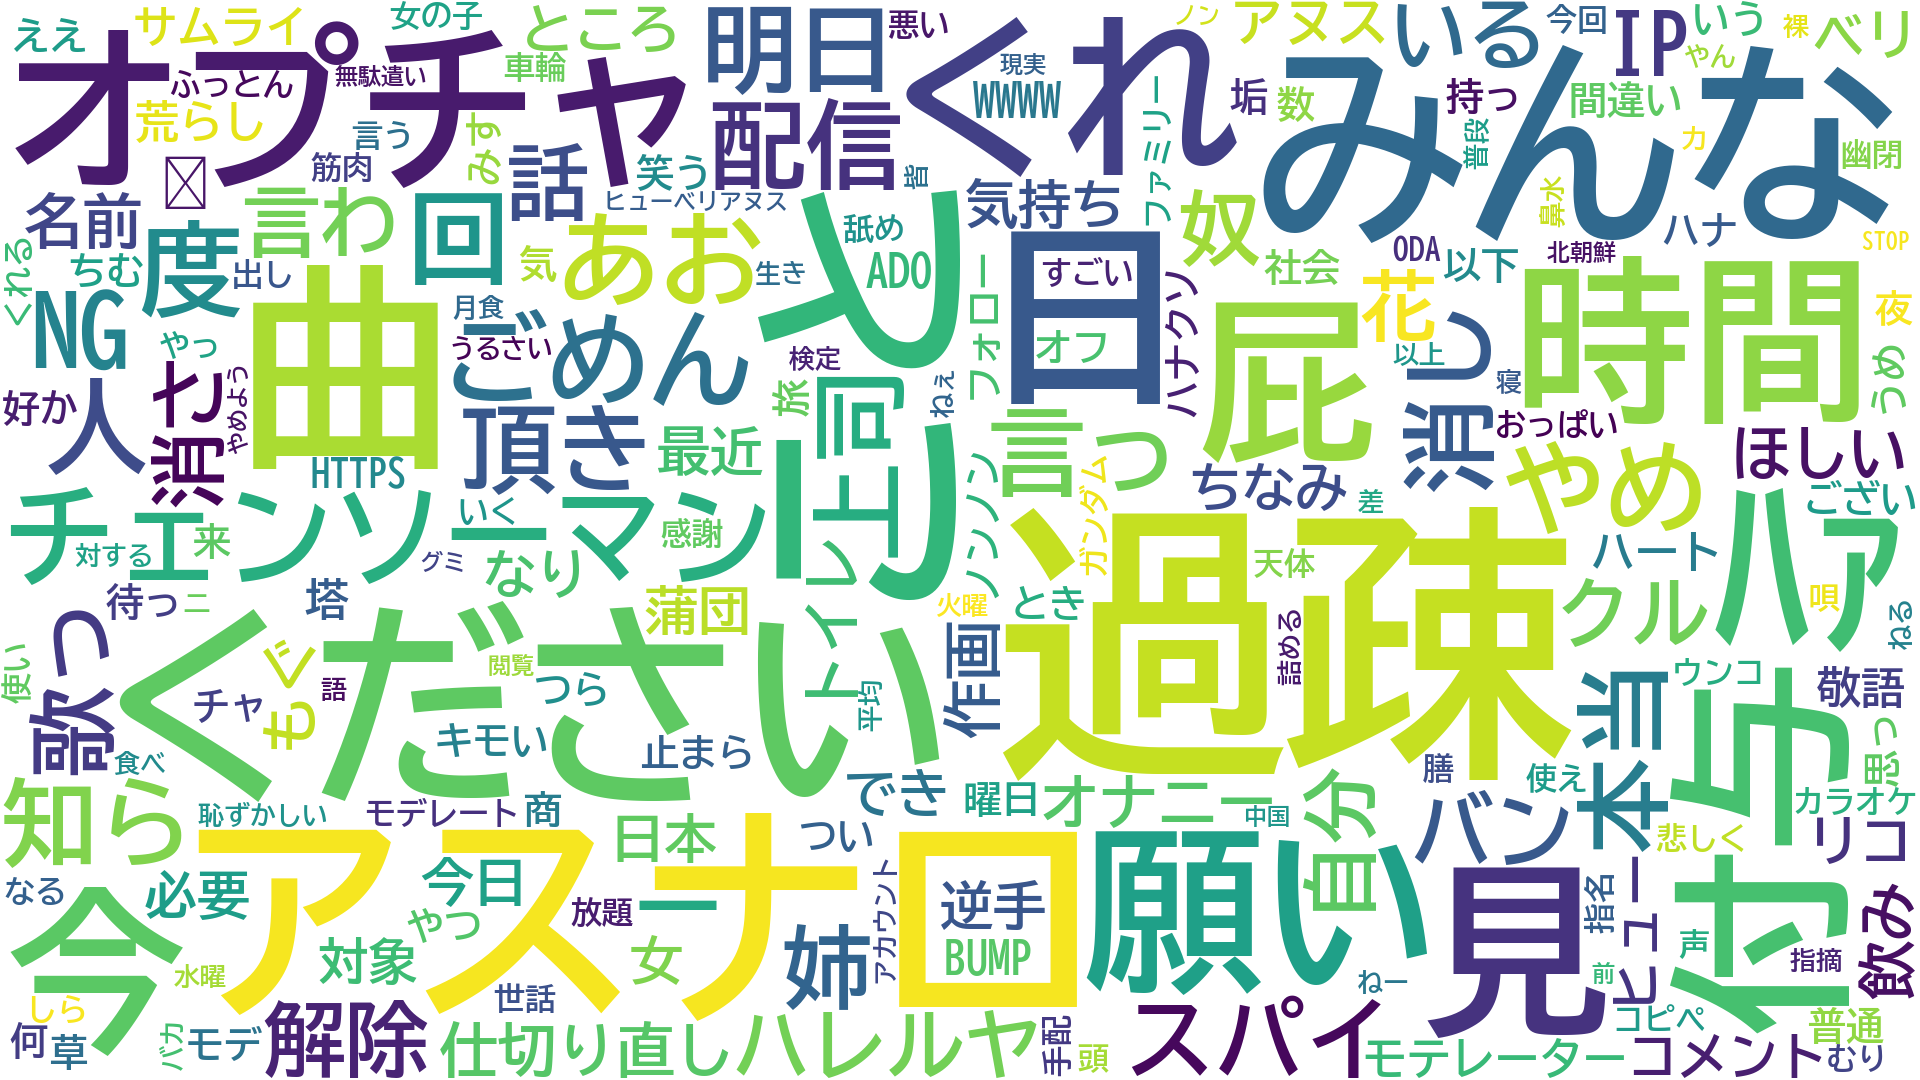 ええ
サムライ
女の子
ところ
明日
悪い
くれ
ノン
アヌス
いる
今回
IP
いう
裸
ベリ
オプチャ
ふっとん
無駄遣い
車輪
配信
現実
WWWW
みんな
やん
荒らし
言う
みす
筋肉
話
笑う
皆
ファミリー
垢
数
持っ
普段
間違い
カ
幽閉
名前
言わ
回
ヒューベリアヌス
気持ち
奴
鼻水
ハナ
STOP
くれる
ちむ
度
出し
気
あお
舐め
ADO
とり
日
すごい
社会
ODA
以下
北朝鮮
NG
曲
月食
生き
オフ
フォロー
ハナクソ
屁
花
時間
夜
やっ
うるさい
ごめん
検定
以上
好か
人
消さ
やめよう
頂き
旅
向上
ねぇ
言っ
消し
寝
おっぱい
うめ
最近
ちなみ
やめ
ほしい
HTTPS
チェンソーマン
いく
感謝
ノンノン
ガンダム
差
ハァ
ござい
対する
来
グミ
なり
トイレ
過疎
天体
ハート
待っ
ニ
塔
蒲団
火曜
とき
クル
唄
ねる
歌っ
ください
使い
もぐ
チャ
語
閲覧
つら
平均
作画
詰める
本当
ウンコ
敬語
付与
食べ
キモい
止まら
でき
膳
使え
思っ
知ら
恥ずかしい
モデレート
商
日本
つい
曜日
オナニー
中国
自分
バン
カラオケ
悲しく
リコ
なる
今
必要
アスナロ
今日
ー
逆手
BUMP
願い
見
指名
ヒュー
飲み
やつ
放題
女
姉
アカウント
対象
水曜
世話
ねー
声
前
指摘
しら
何
草
バカ
モデ
解除
仕切り直し
ハレルヤ
手配
頭
スパイ
モテレーター
コピペ
コメント
普通
むり